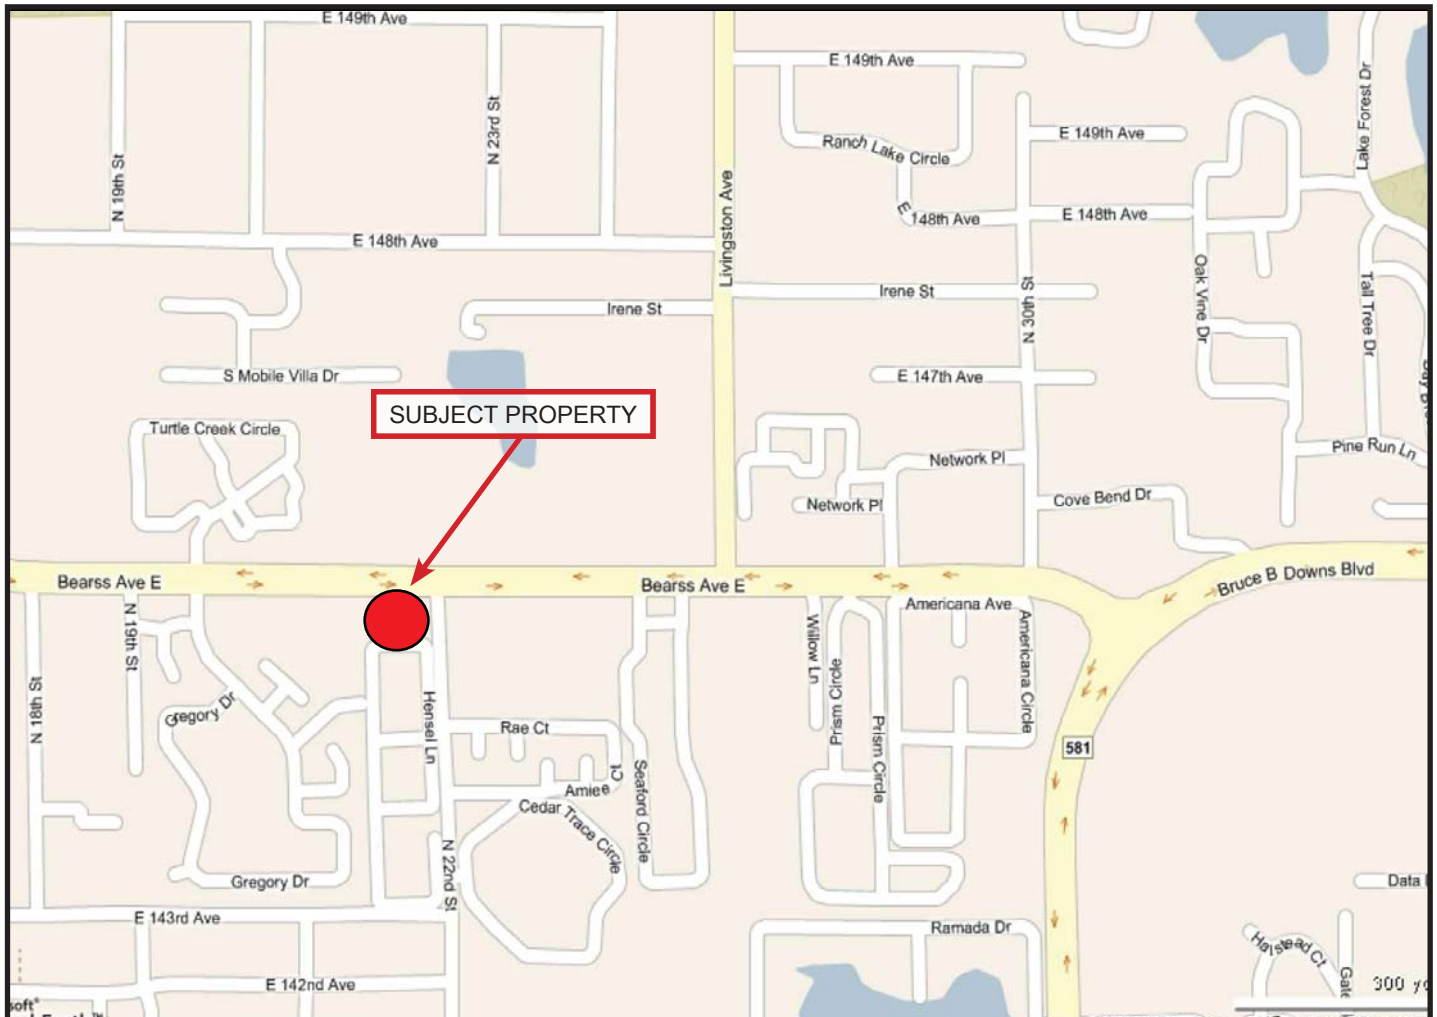 E 149th Ave
E 149th Ave
E 149th Ave
Ranch Lake Circle
Lake Forest Dr
N 23rd St
N 19th St
Livingston Ave
E 148th Ave
E 148th Ave
E 148th Ave
Irene St
Irene St
N 30th St
Oak Vine Dr
Tall Tree Dr
S Mobile Villa Dr
E 147th Ave
SUBJECT PROPERTY
Turtle Creek Circle
Network Pl
Network Pl
Cove Bend Dr
Pine Run Ln
Bearss Ave E
Bearss Ave E
Bruce B Downs Blvd
Americana Ave
Americana Circle
N 19th St
N 18th St
Gregory Dr
Hensel Ln
Rae Ct
Amiee Ct
Cedar Trace Circle
Seaford Circle
Willow Ln
Prism Circle
Prism Circle
581
Gregory Dr
N 22nd St
E 143rd Ave
Ramada Dr
Data
Halstead Ct
E 142nd Ave
300